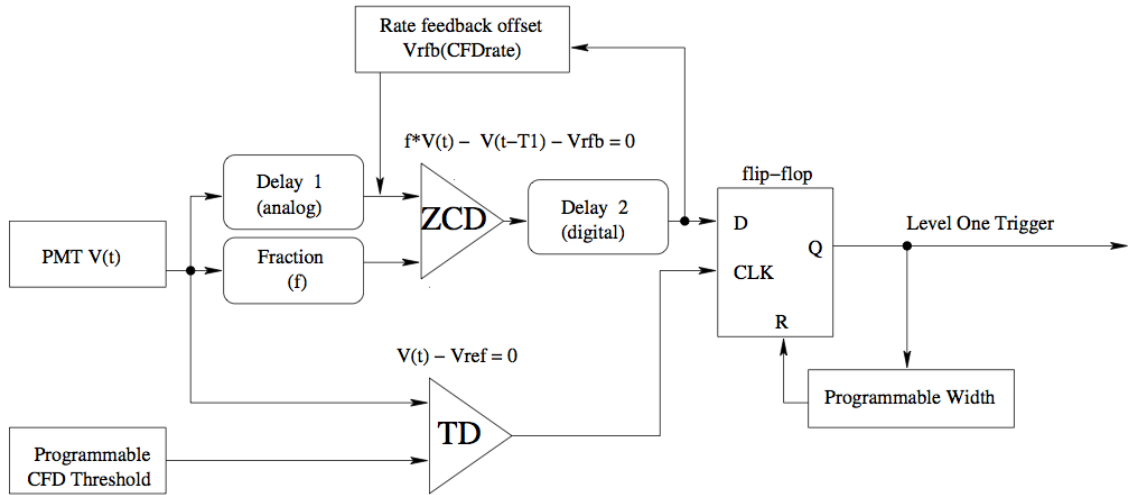 Rate feedback offset
Vrfb(CFDrate)
f*V(t) − V(t−T1) − Vrfb = 0
flip−flop
Delay 1
(analog)
ZCD
Delay 2
(digital)
D
Level One Trigger
PMT V(t)
Fraction
(f)
Q
CLK
R
V(t) − Vref = 0
Programmable Width
TD
Programmable
CFD Threshold